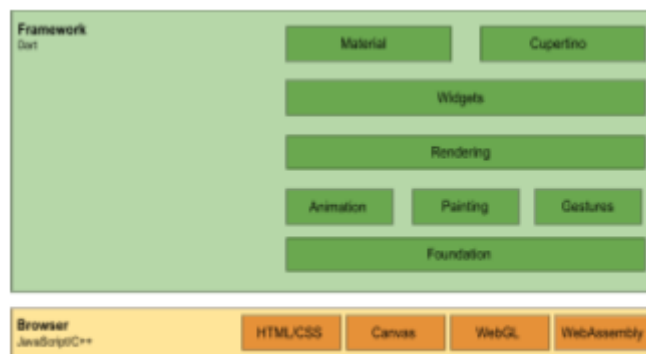 Framework
Dart
Material
Cupertino
Widgets
Rendering
Animation
Painting
Gestures
Foundation
Browser
JavaScript/C++
HTML/CSS
Canvas
WebGL
WebAssembly